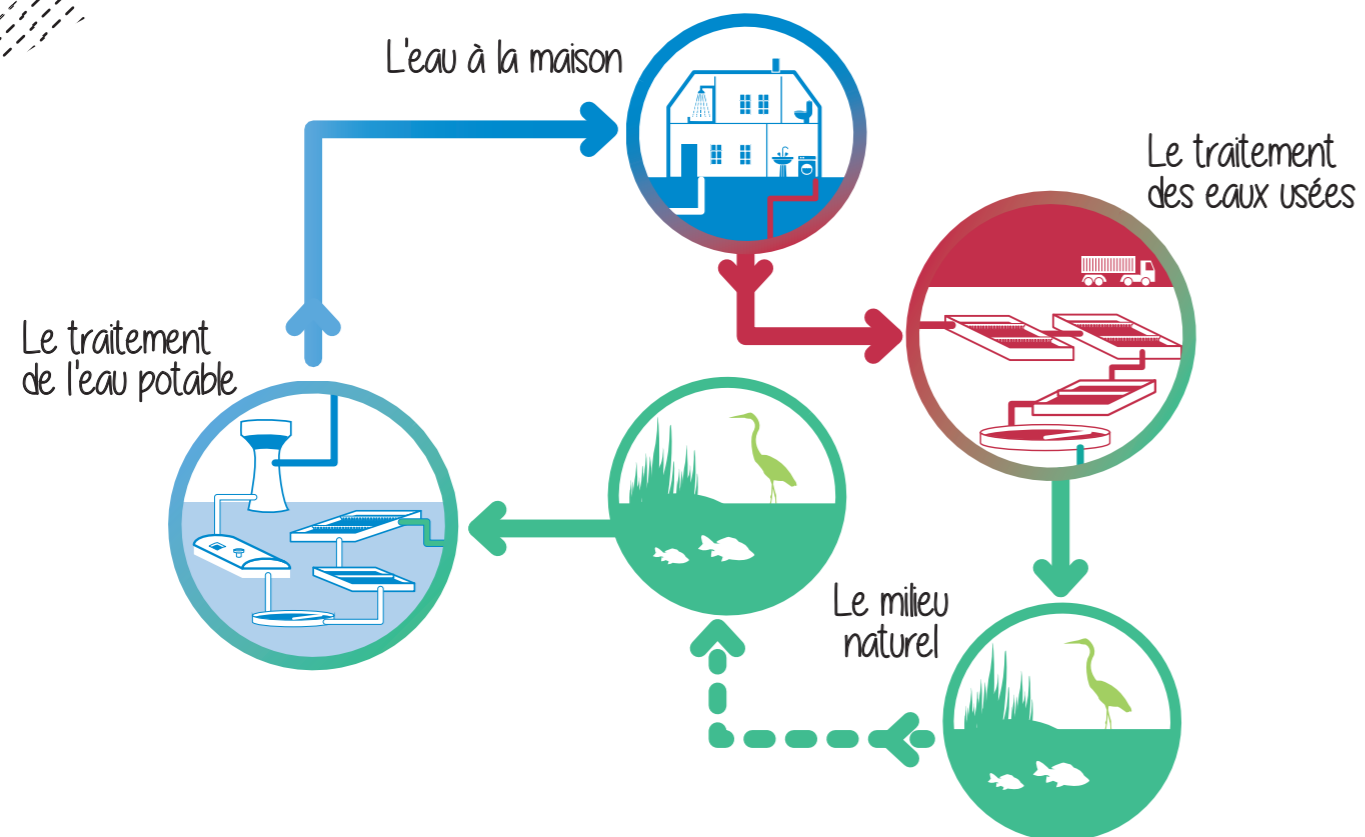 L'eau à la maison
Le traitement
des eaux usées
Le traitement
de l'eau potable
Le milieu
naturel